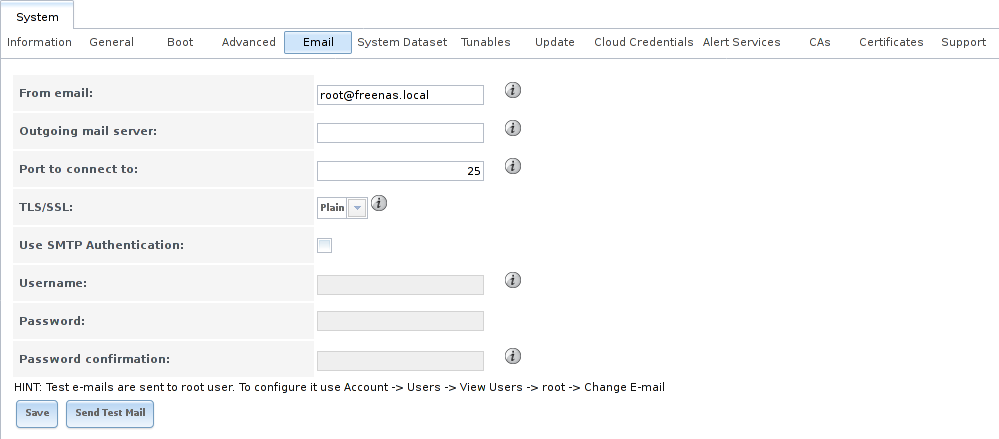 System
Information General Boot Advanced Email System Dataset Tunables Update Cloud Credentials Alert Services CAs Certificates Support
From email: root@freenas.local
Outgoing mail server:
Port to connect to: 25
TLS/SSL: Plain
Use SMTP Authentication:
Username:
Password:
Password confirmation:
HINT: Test e-mails are sent to root user. To configure it use Account -> Users -> View Users -> root -> Change E-mail
Save Send Test Mail